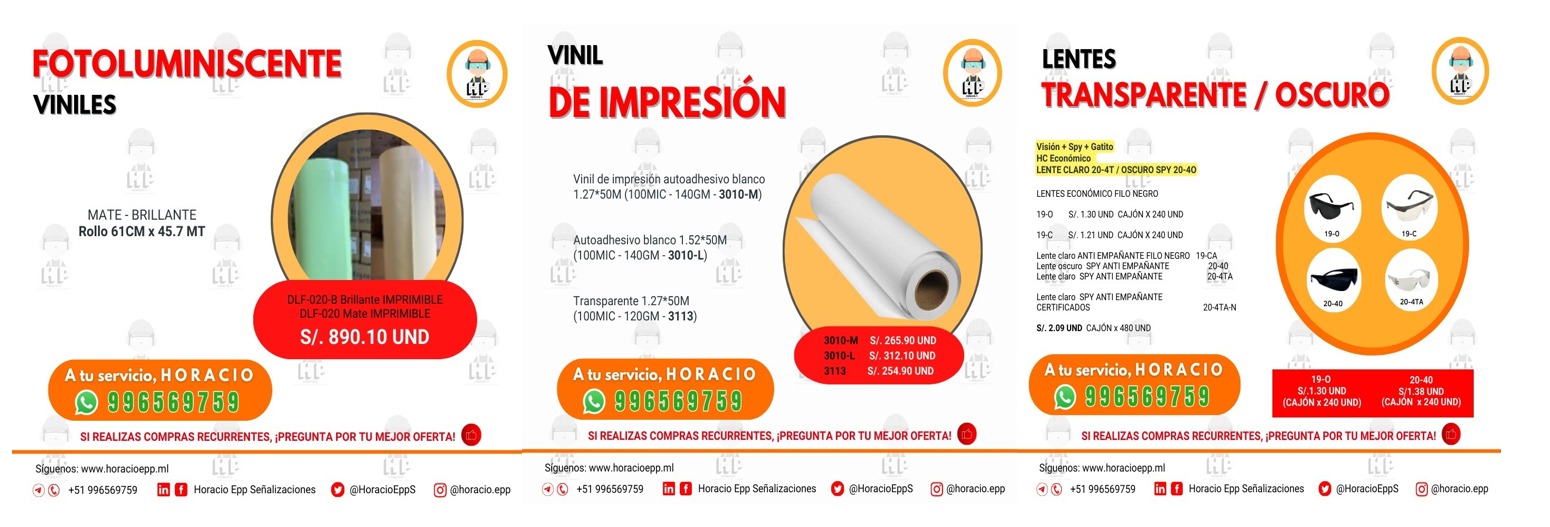 FOTOLUMINISCENTE
VINILES
MATE - BRILLANTE
Rollo 61CM x 45.7 MT
DLF-020-B Brillante IMPRIMIBLE
DLF-020 Mate IMPRIMIBLE
S/. 890.10 UND
A tu servicio, HORACIO
996569759
SI REALIZAS COMPRAS RECURRENTES, ¡PREGUNTA POR TU MEJOR OFERTA!
Síguenos: www.horacioepp.ml
+51 996569759 Horacio Epp Señalizaciones @HoracioEppS @horacio.epp
VINIL
DE IMPRESIÓN
Vinil de impresión autoadhesivo blanco
1.27*50M (100MIC - 140GM - 3010-M)
Autoadhesivo blanco 1.52*50M
(100MIC - 140GM - 3010-L)
Transparente 1.27*50M
(100MIC - 120GM - 3113)
3010-M S/. 265.90 UND
3010-L S/. 312.10 UND
3113 S/. 254.90 UND
A tu servicio, HORACIO
996569759
SI REALIZAS COMPRAS RECURRENTES, ¡PREGUNTA POR TU MEJOR OFERTA!
Síguenos: www.horacioepp.ml
+51 996569759 Horacio Epp Señalizaciones @HoracioEppS @horacio.epp
LENTES
TRANSPARENTE / OSCURO
Visión + Spy + Gatito
HC Económico
LENTE CLARO 20-4T / OSCURO SPY 20-4O
LENTES ECONÓMICO FILO NEGRO
19-O S/. 1.30 UND CAJÓN X 240 UND
19-C S/. 1.21 UND CAJÓN X 240 UND
Lente claro ANTI EMPAÑANTE FILO NEGRO 19-CA
Lente oscuro SPY ANTI EMPAÑANTE 20-40
Lente claro SPY ANTI EMPAÑANTE 20-4TA
Lente claro SPY ANTI EMPAÑANTE
CERTIFICADOS 20-4TA-N
S/. 2.09 UND CAJÓN x 480 UND
19-O
19-C
20-40
20-4TA
19-O
S/.1.30 UND
(CAJÓN x 240 UND)
20-40
S/1.38 UND
(CAJÓN x 240 UND)
A tu servicio, HORACIO
996569759
SI REALIZAS COMPRAS RECURRENTES, ¡PREGUNTA POR TU MEJOR OFERTA!
Síguenos: www.horacioepp.ml
+51 996569759 Horacio Epp Señalizaciones @HoracioEppS @horacio.epp